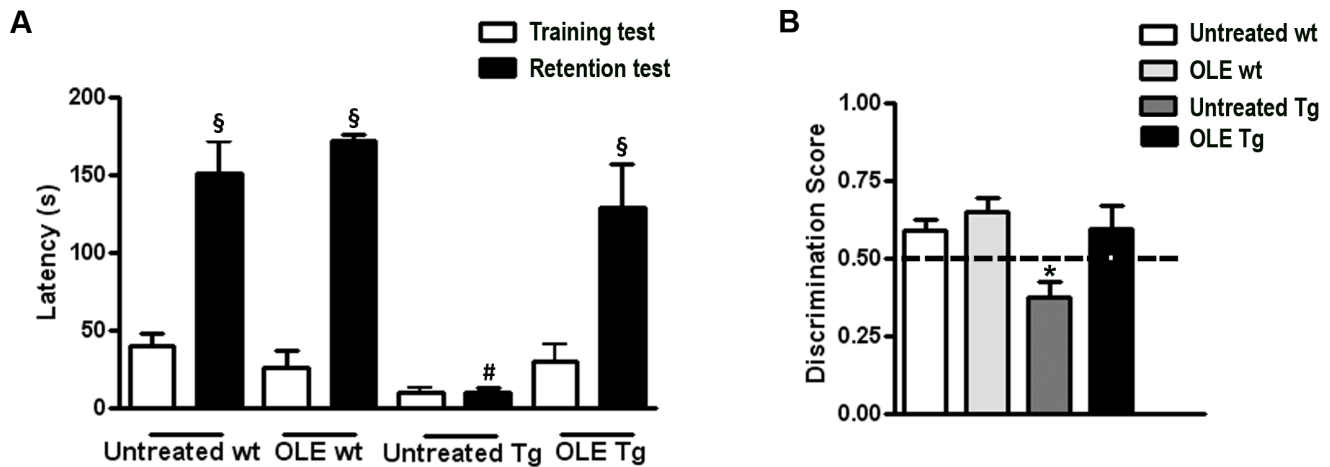 A
Training test
Retention test
Latency (s)
200
150
100
50
0
§
§
#
§
Untreated wt
OLE wt
Untreated Tg
OLE Tg
B
Untreated wt
OLE wt
Untreated Tg
OLE Tg
Discrimination Score
1.00
0.75
0.50
0.25
0.00
*